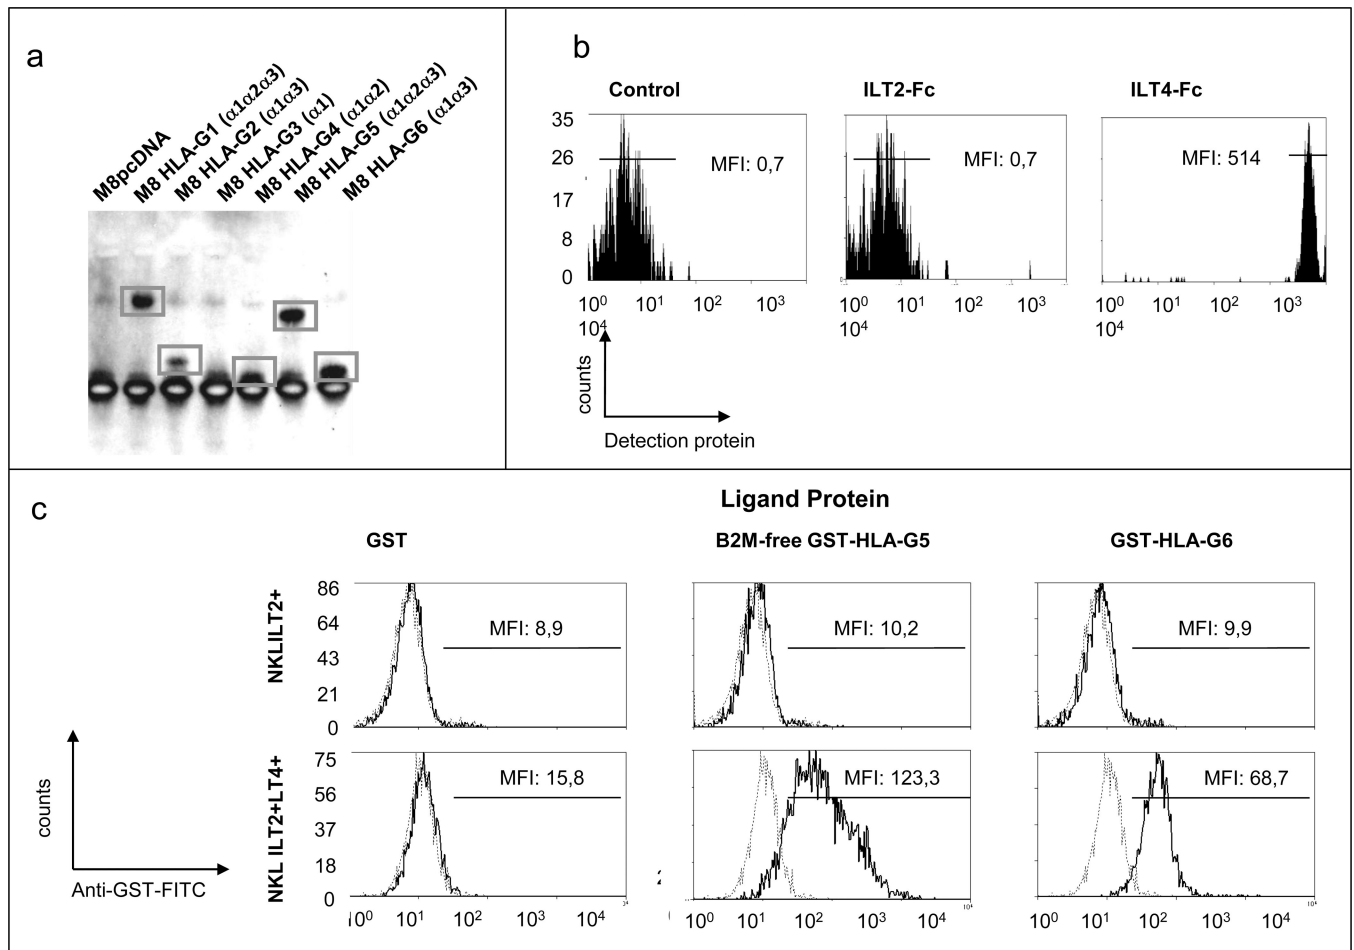 a
M8pcDNA
M8 HLA-G1 (α1α2α3)
M8 HLA-G2 (α1α3)
M8 HLA-G3 (α1)
M8 HLA-G4 (α1α2)
M8 HLA-G5 (α1α2α3)
M8 HLA-G6 (α1α3)
b
Control
ILT2-Fc
ILT4-Fc
35
26
17
8
0
MFI: 0,7
MFI: 0,7
MFI: 514
10⁰ 10¹ 10² 10³
10⁴
10⁰ 10¹ 10² 10³
10⁴
10⁰ 10¹ 10² 10³
10⁴
counts
Detection protein
c
Ligand Protein
GST
B2M-free GST-HLA-G5
GST-HLA-G6
NKLILT2+
86
64
43
21
0
MFI: 8,9
MFI: 10,2
MFI: 9,9
NKL ILT2+LT4+
75
56
37
18
0
MFI: 15,8
MFI: 123,3
MFI: 68,7
10⁰ 10¹ 10² 10³ 10⁴
10⁰ 10¹ 10² 10³ 10⁴
10⁰ 10¹ 10² 10³ 10⁴
counts
Anti-GST-FITC